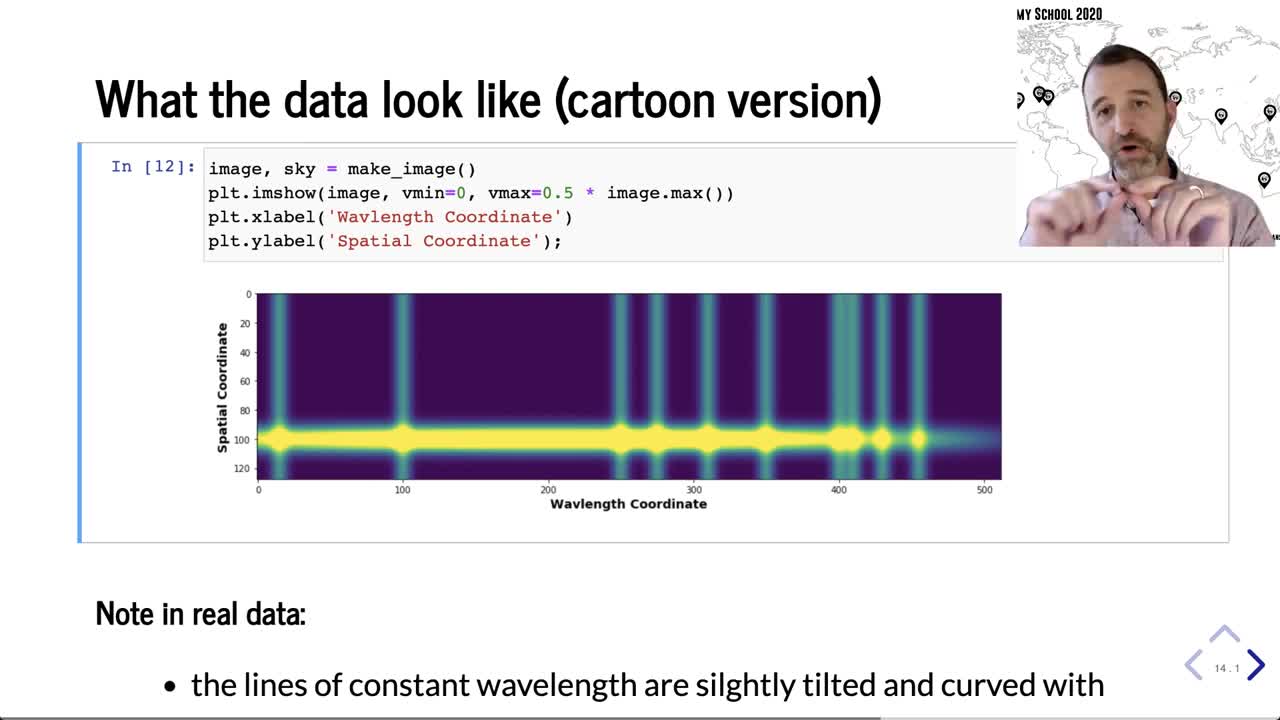 MY SCHOOL 2020
What the data look like (cartoon version)
In [12]:
image, sky = make_image()
plt.imshow(image, vmin=0, vmax=0.5 * image.max())
plt.xlabel('Wavlength Coordinate')
plt.ylabel('Spatial Coordinate');
Spatial Coordinate
0
20
40
60
80
100
120
0 100 200 300 400 500
Wavlength Coordinate
Note in real data:
• the lines of constant wavelength are silghtly tilted and curved with
14.1